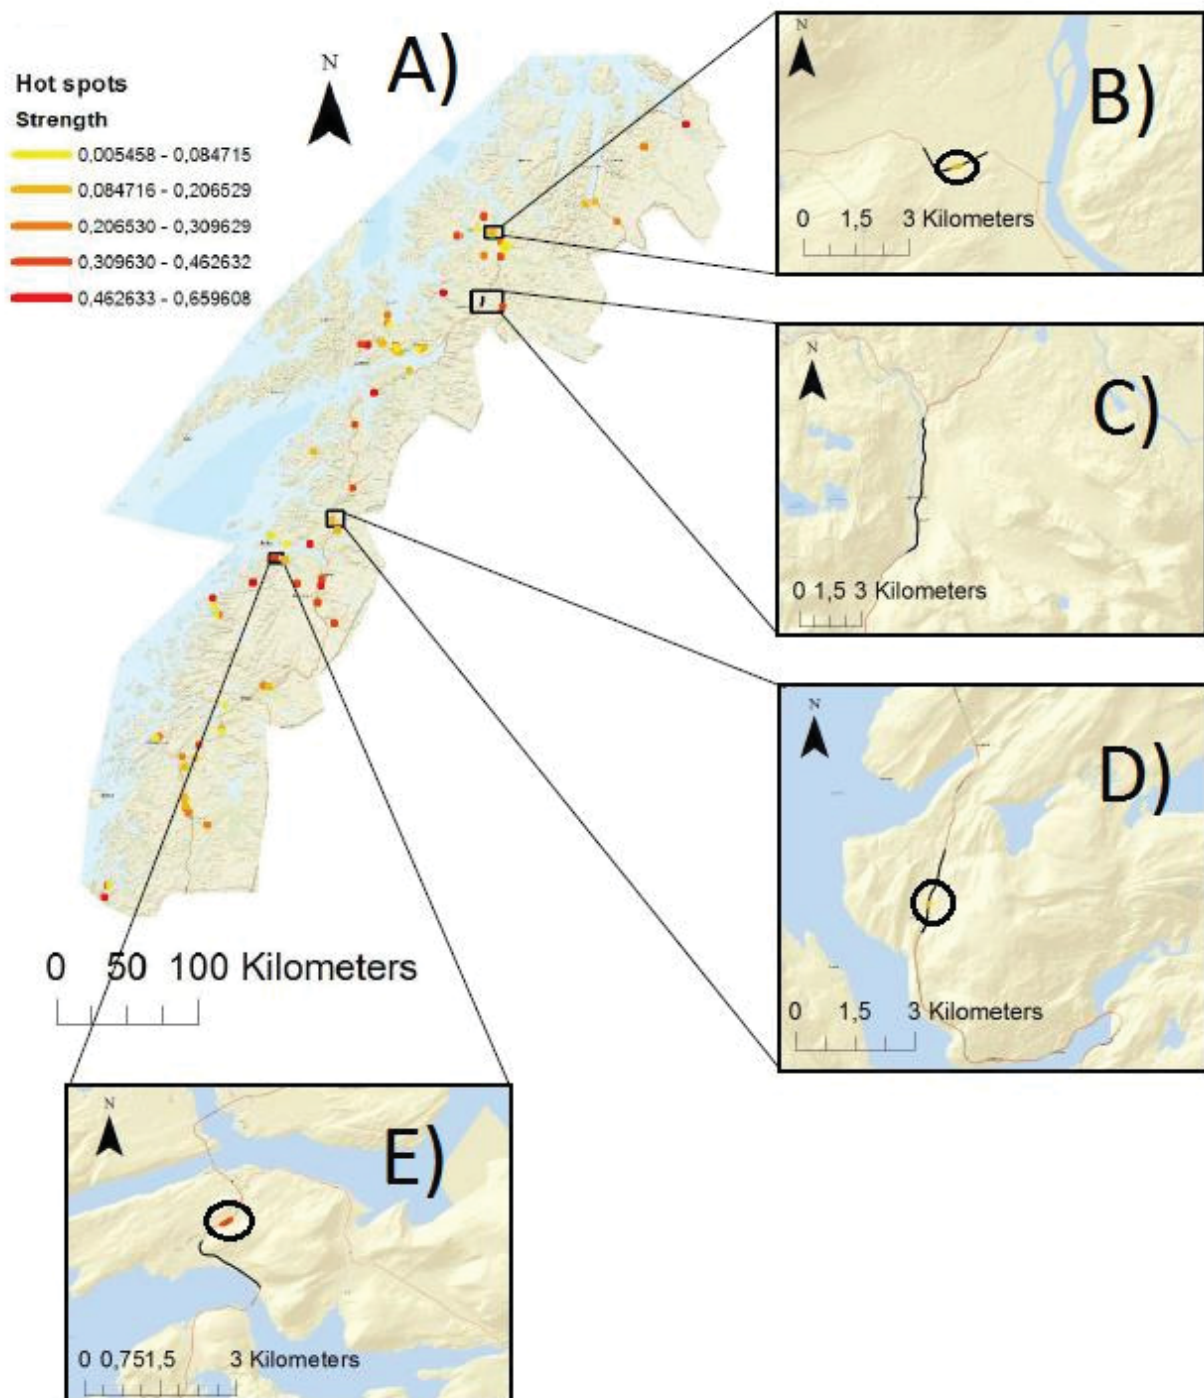 A)
N
Hot spots
Strength
0,005458 - 0,084715
0,084716 - 0,206529
0,206530 - 0,309629
0,309630 - 0,462632
0,462633 - 0,659608
0 50 100 Kilometers
N
B)
0 1,5 3 Kilometers
N
C)
0 1,5 3 Kilometers
N
D)
0 1,5 3 Kilometers
N
E)
0 0,751,5 3 Kilometers